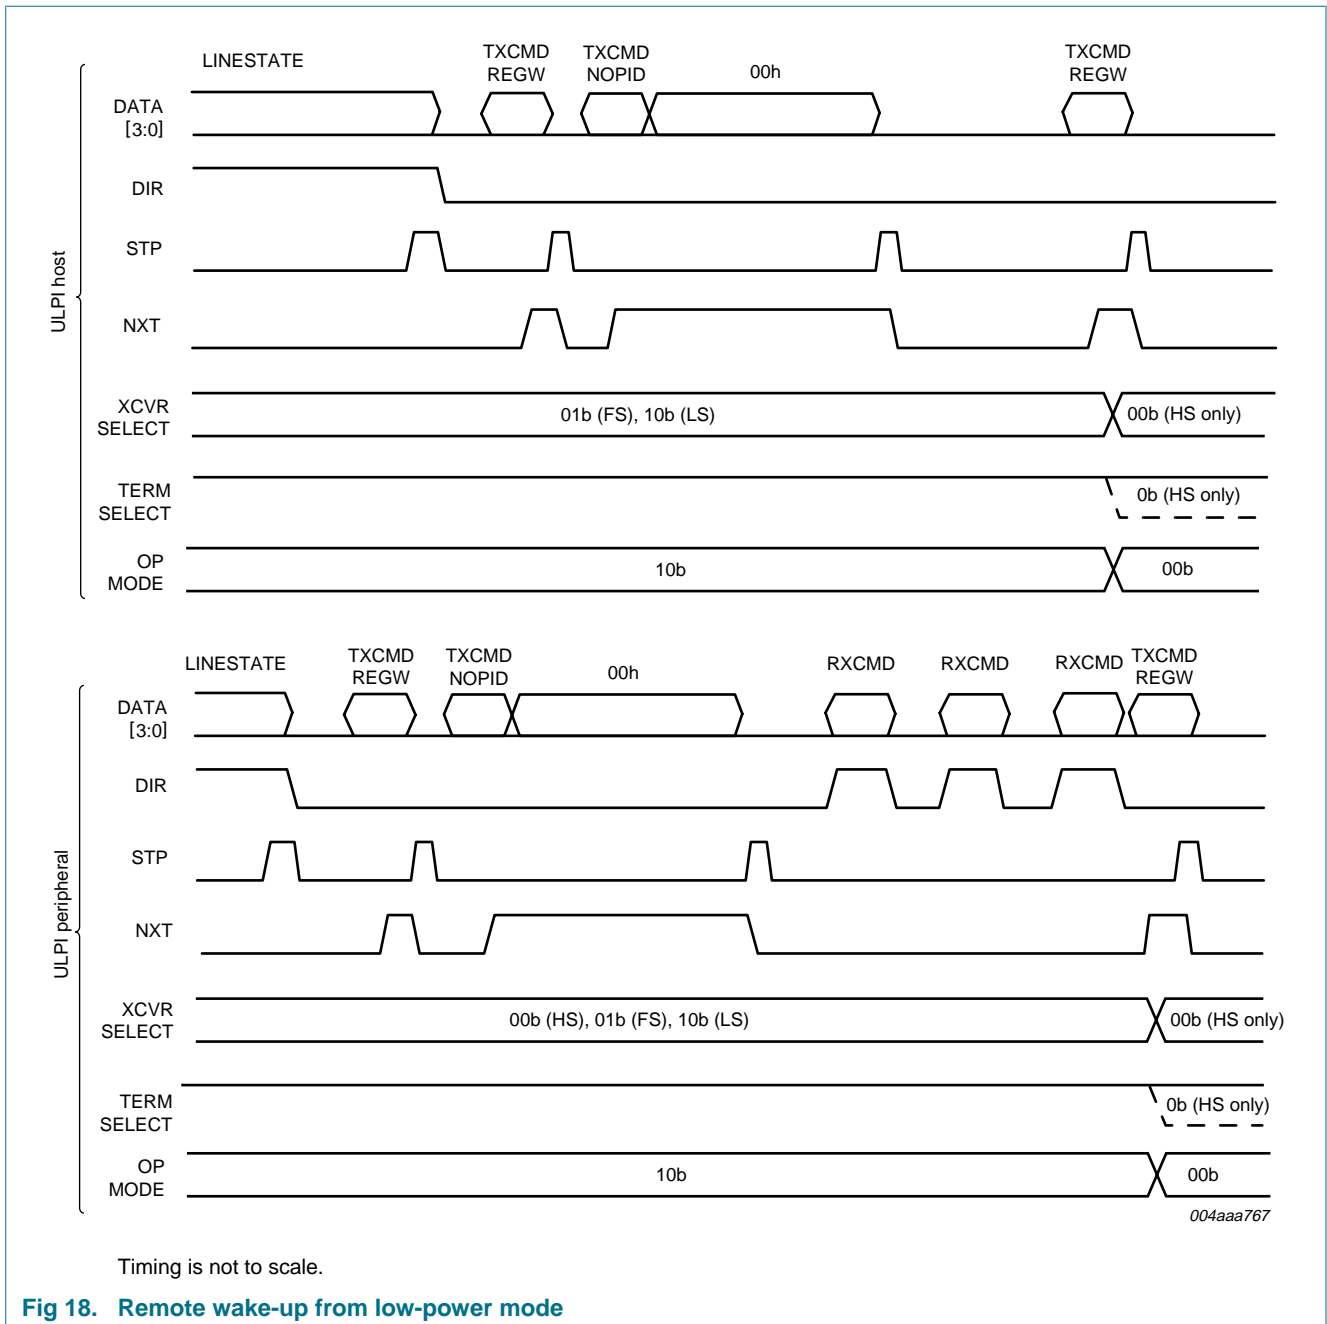 LINESTATE
TXCMD
REGW
TXCMD
NOPID
00h
TXCMD
REGW
DATA
[3:0]
DIR
STP
NXT
XCVR
SELECT
01b (FS), 10b (LS)
00b (HS only)
TERM
SELECT
0b (HS only)
OP
MODE
10b
00b
ULPI host
LINESTATE
TXCMD
REGW
TXCMD
NOPID
00h
RXCMD
RXCMD
RXCMD
TXCMD
REGW
DATA
[3:0]
DIR
STP
NXT
XCVR
SELECT
00b (HS), 01b (FS), 10b (LS)
00b (HS only)
TERM
SELECT
0b (HS only)
OP
MODE
10b
00b
ULPI peripheral
004aaa767
Timing is not to scale.
Fig 18. Remote wake-up from low-power mode